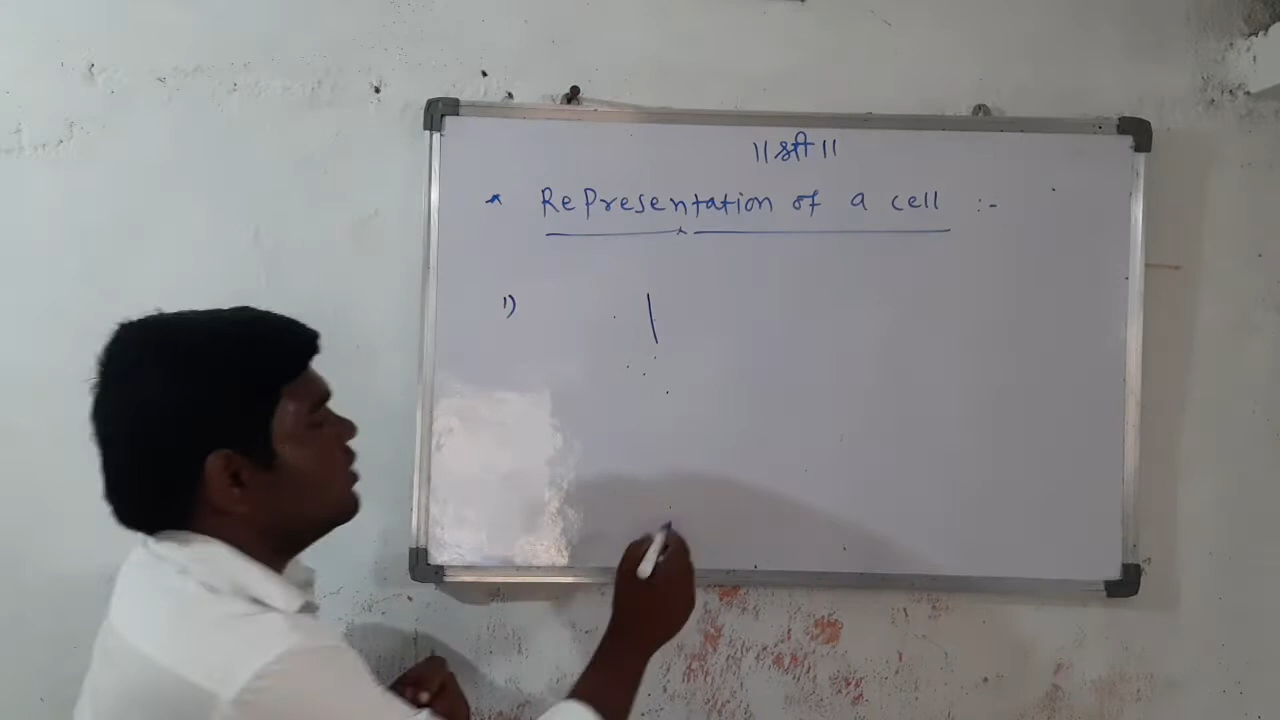 ॥ श्री ॥
* Representation of a cell :-
1)